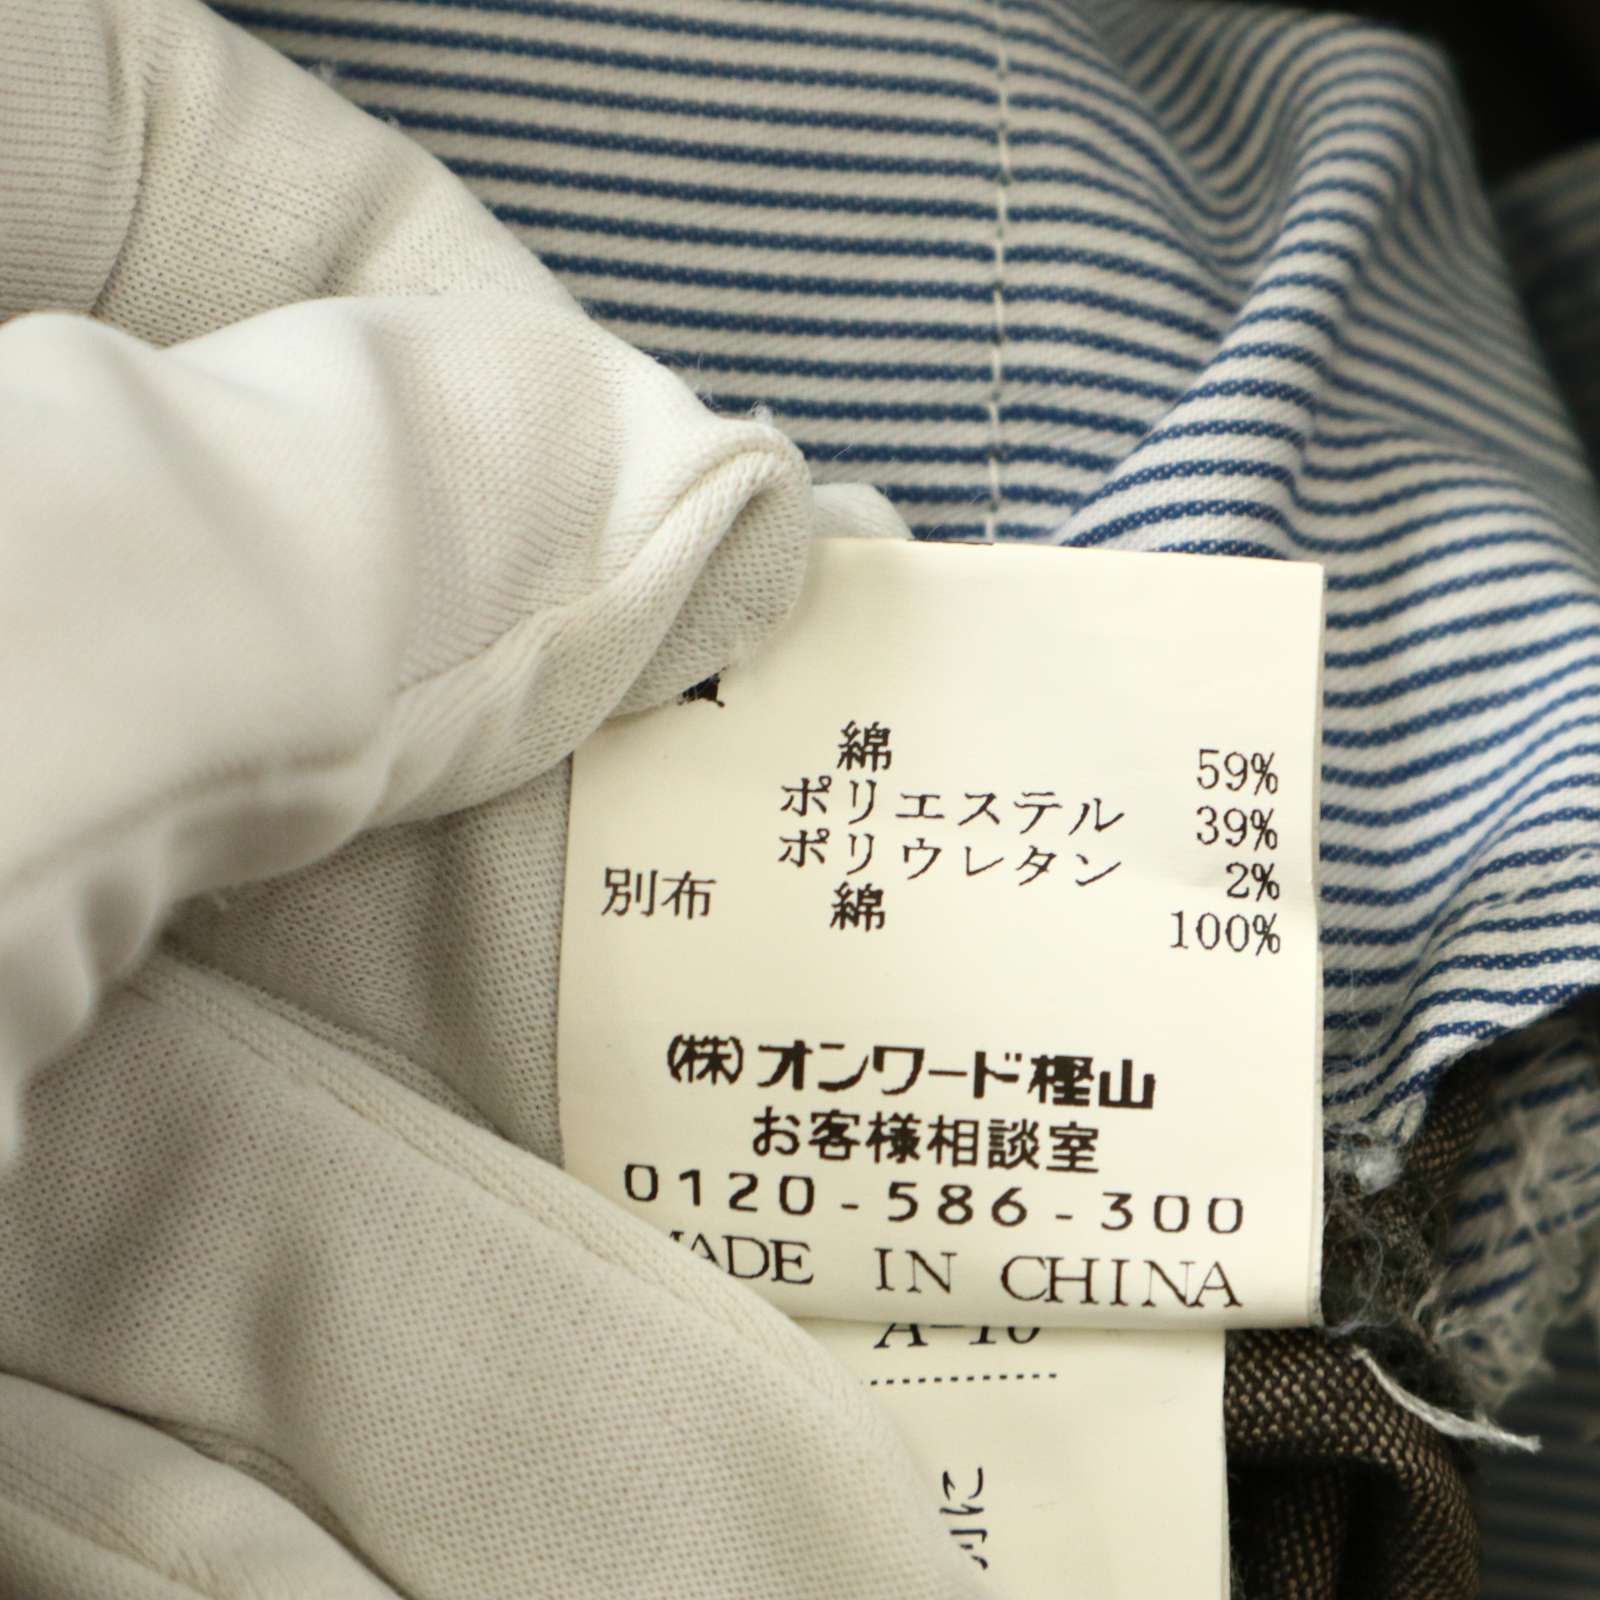 綿 59%
ポリエステル 39%
ポリウレタン 2%
別布 綿 100%
(株)オンワード樫山
お客様相談室
0120-586-300
MADE IN CHINA
A-10